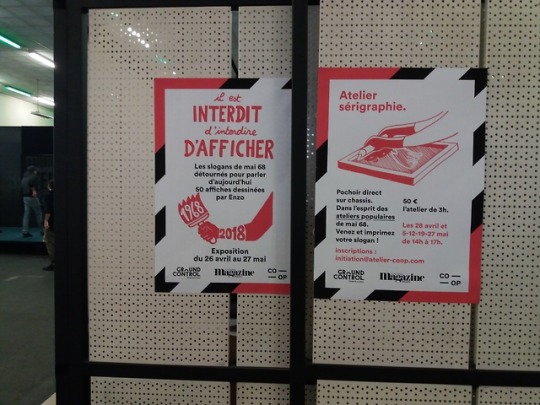 il est
INTERDIT
d'interdire
D'AFFICHER
Les slogans de mai 68
détournés pour parler
d'aujourd'hui
50 affiches dessinées
par Enzo
1968
2018
Exposition
du 26 avril au 27 mai
GROUND
CONTROL
Magazine
CO —
— OP
Atelier
sérigraphie.
Pochoir direct
sur chassis.
Dans l'esprit des
ateliers populaires
de mai 68.
Venez et imprimez
votre slogan !
50 €
l'atelier de 3h.
Les 28 avril et
5-12-19-27 mai
de 14h à 17h.
inscriptions :
initiation@atelier-coop.com
GROUND
CONTROL
Magazine
CO —
— OP